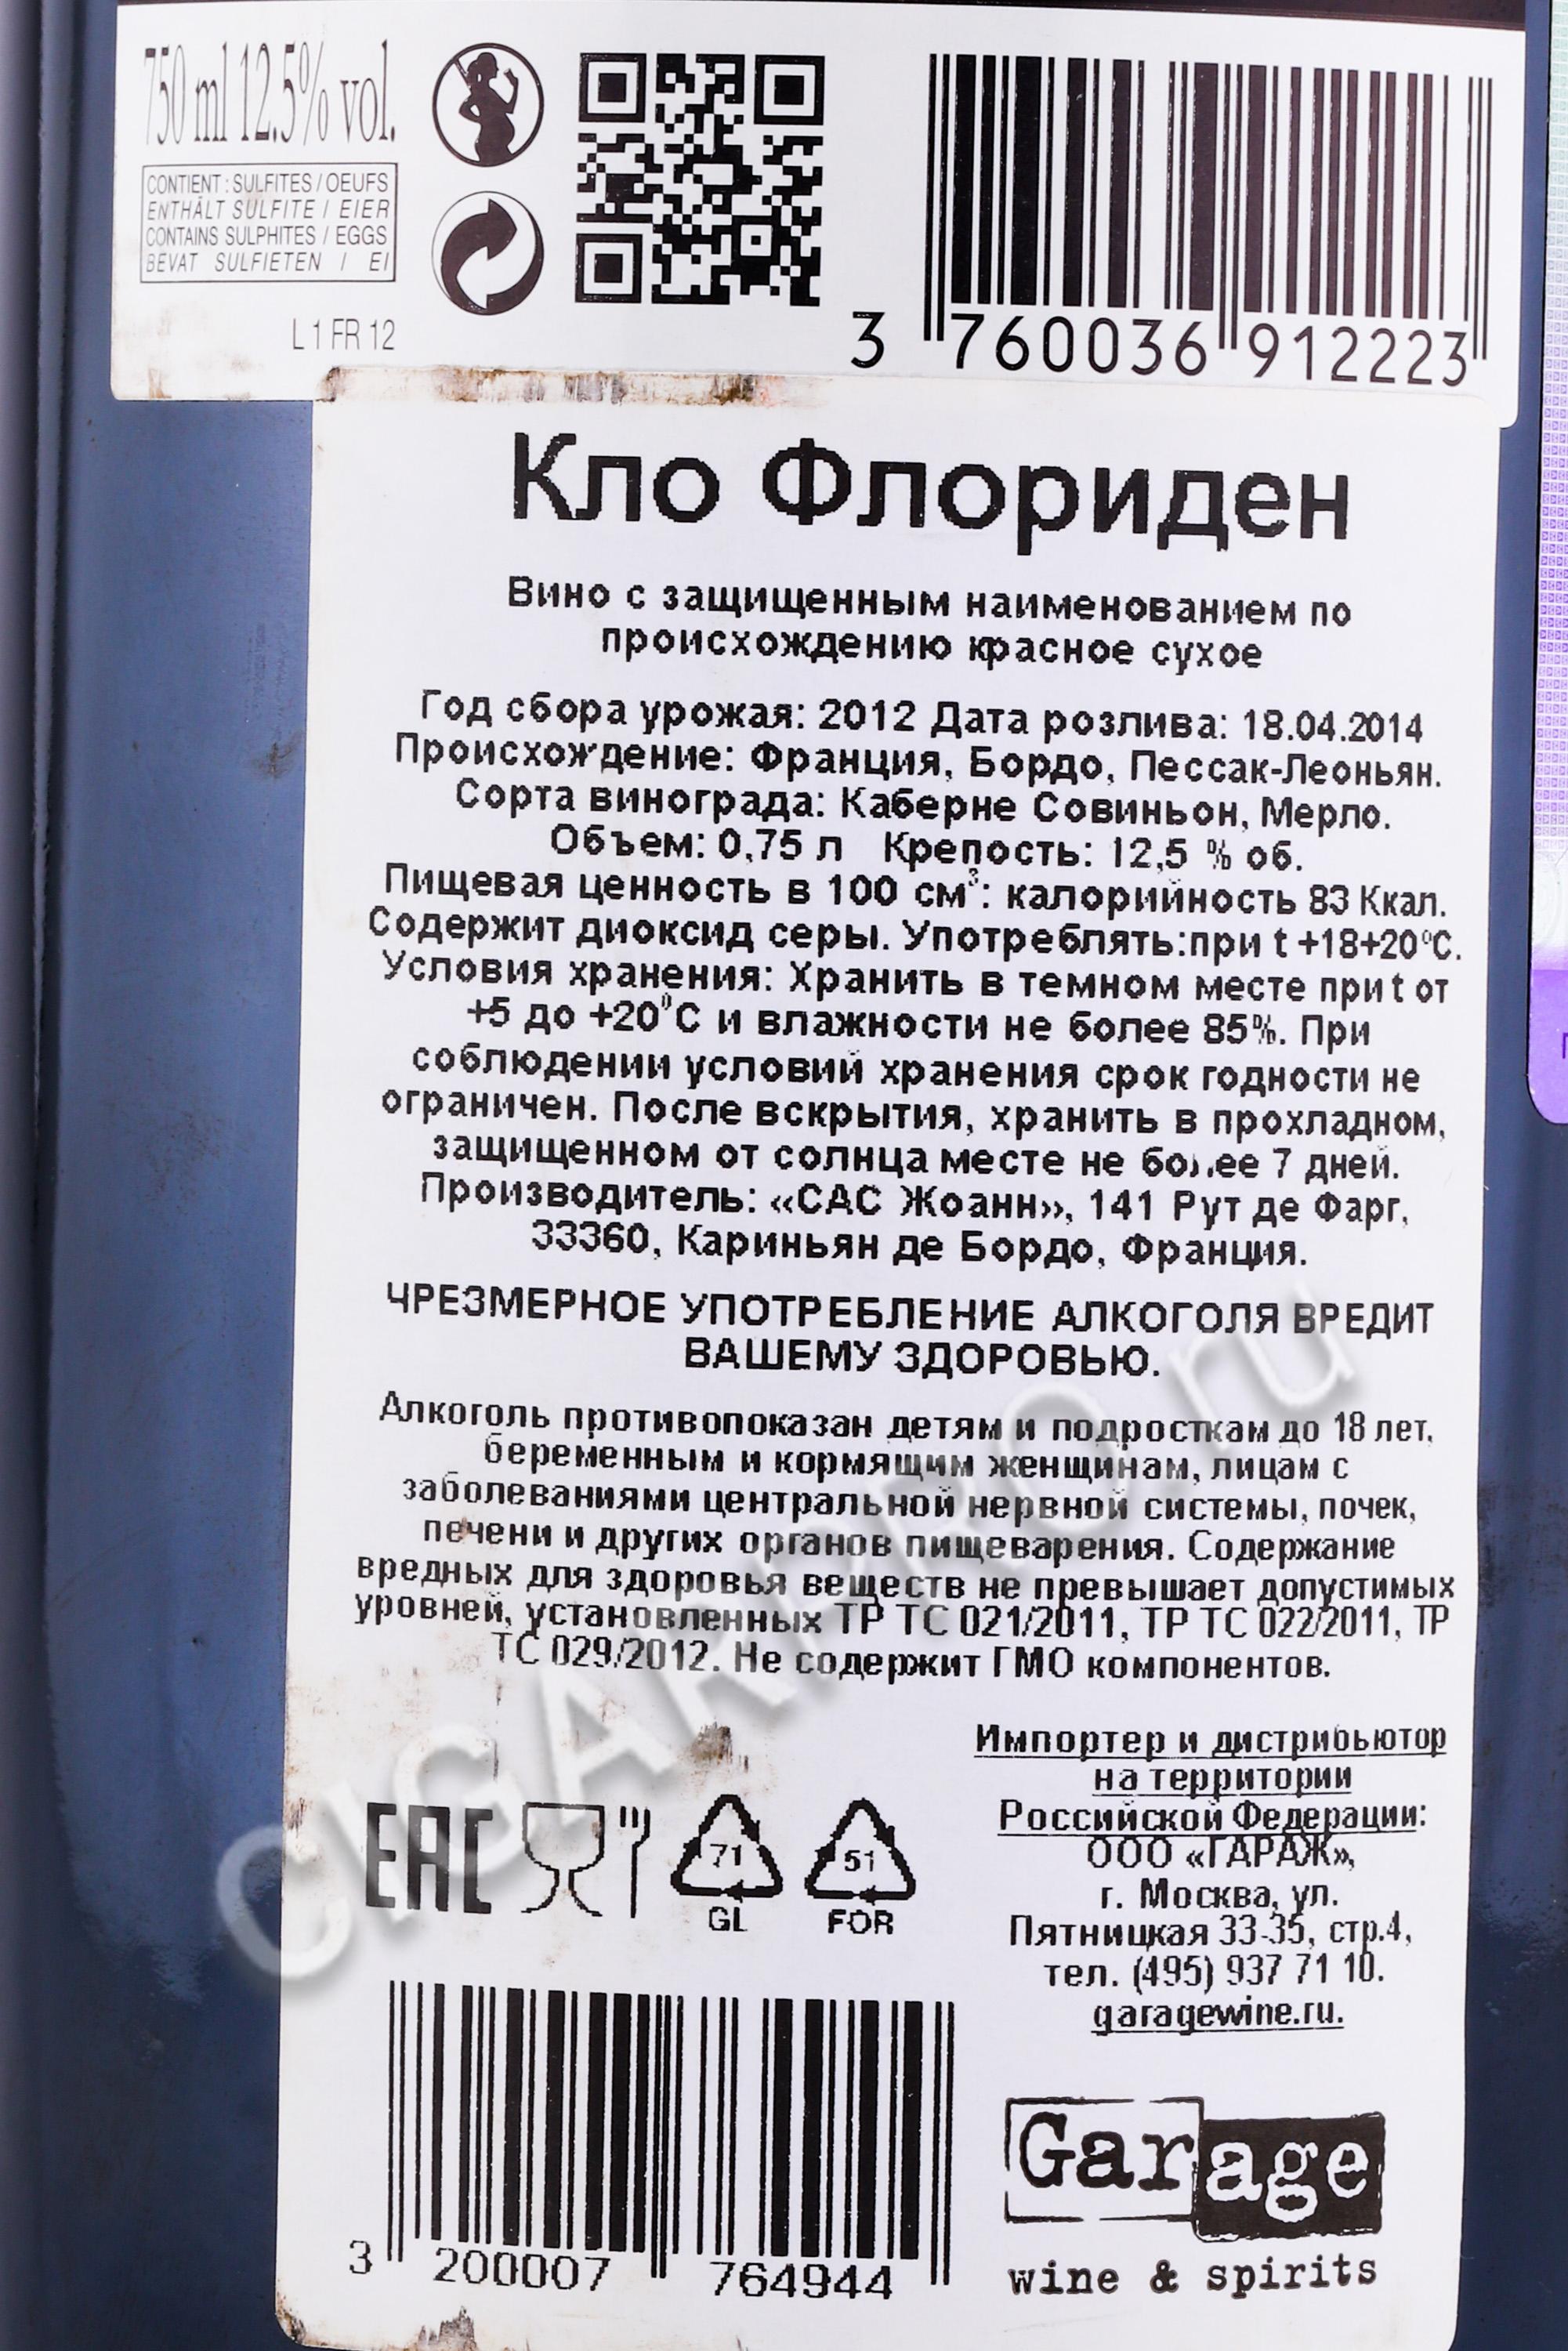 750 ml 12.5% vol.
CONTIENT : SULFITES / OEUFS
ENTHÄLT SULFITE / EIER
CONTAINS SULPHITES / EGGS
BEVAT SULFIETEN / EI
L 1 FR 12
3 760036 912223
Кло Флориден
Вино с защищенным наименованием по
происхождению красное сухое
Год сбора урожая: 2012 Дата розлива: 18.04.2014
Происхождение: Франция, Бордо, Пессак-Леоньян.
Сорта винограда: Каберне Совиньон, Мерло.
Объем: 0,75 л Крепость: 12,5 % об.
Пищевая ценность в 100 см³: калорийность 83 Ккал.
Содержит диоксид серы. Употреблять:при t +18+20°С.
Условия хранения: Хранить в темном месте при t от
+5 до +20°С и влажности не более 85%. При
соблюдении условий хранения срок годности не
ограничен. После вскрытия, хранить в прохладном,
защищенном от солнца месте не более 7 дней.
Производитель: «САС Жоанн», 141 Рут де Фарг,
33360, Кариньян де Бордо, Франция.
ЧРЕЗМЕРНОЕ УПОТРЕБЛЕНИЕ АЛКОГОЛЯ ВРЕДИТ
ВАШЕМУ ЗДОРОВЬЮ.
Алкоголь противопоказан детям и подросткам до 18 лет,
беременным и кормящим женщинам, лицам с
заболеваниями центральной нервной системы, почек,
печени и других органов пищеварения. Содержание
вредных для здоровья веществ не превышает допустимых
уровней, установленных ТР ТС 021/2011, ТР ТС 022/2011, ТР
ТС 029/2012. Не содержит ГМО компонентов.
Импортер и дистрибьютор
на территории
Российской Федерации:
ООО «ГАРАЖ»,
г. Москва, ул.
Пятницкая 33-35, стр.4,
тел. (495) 937 71 10.
garagewine.ru.
EAC
71
GL
51
FOR
3 200007 764944
Garage
wine & spirits
CIGARPRO.ru